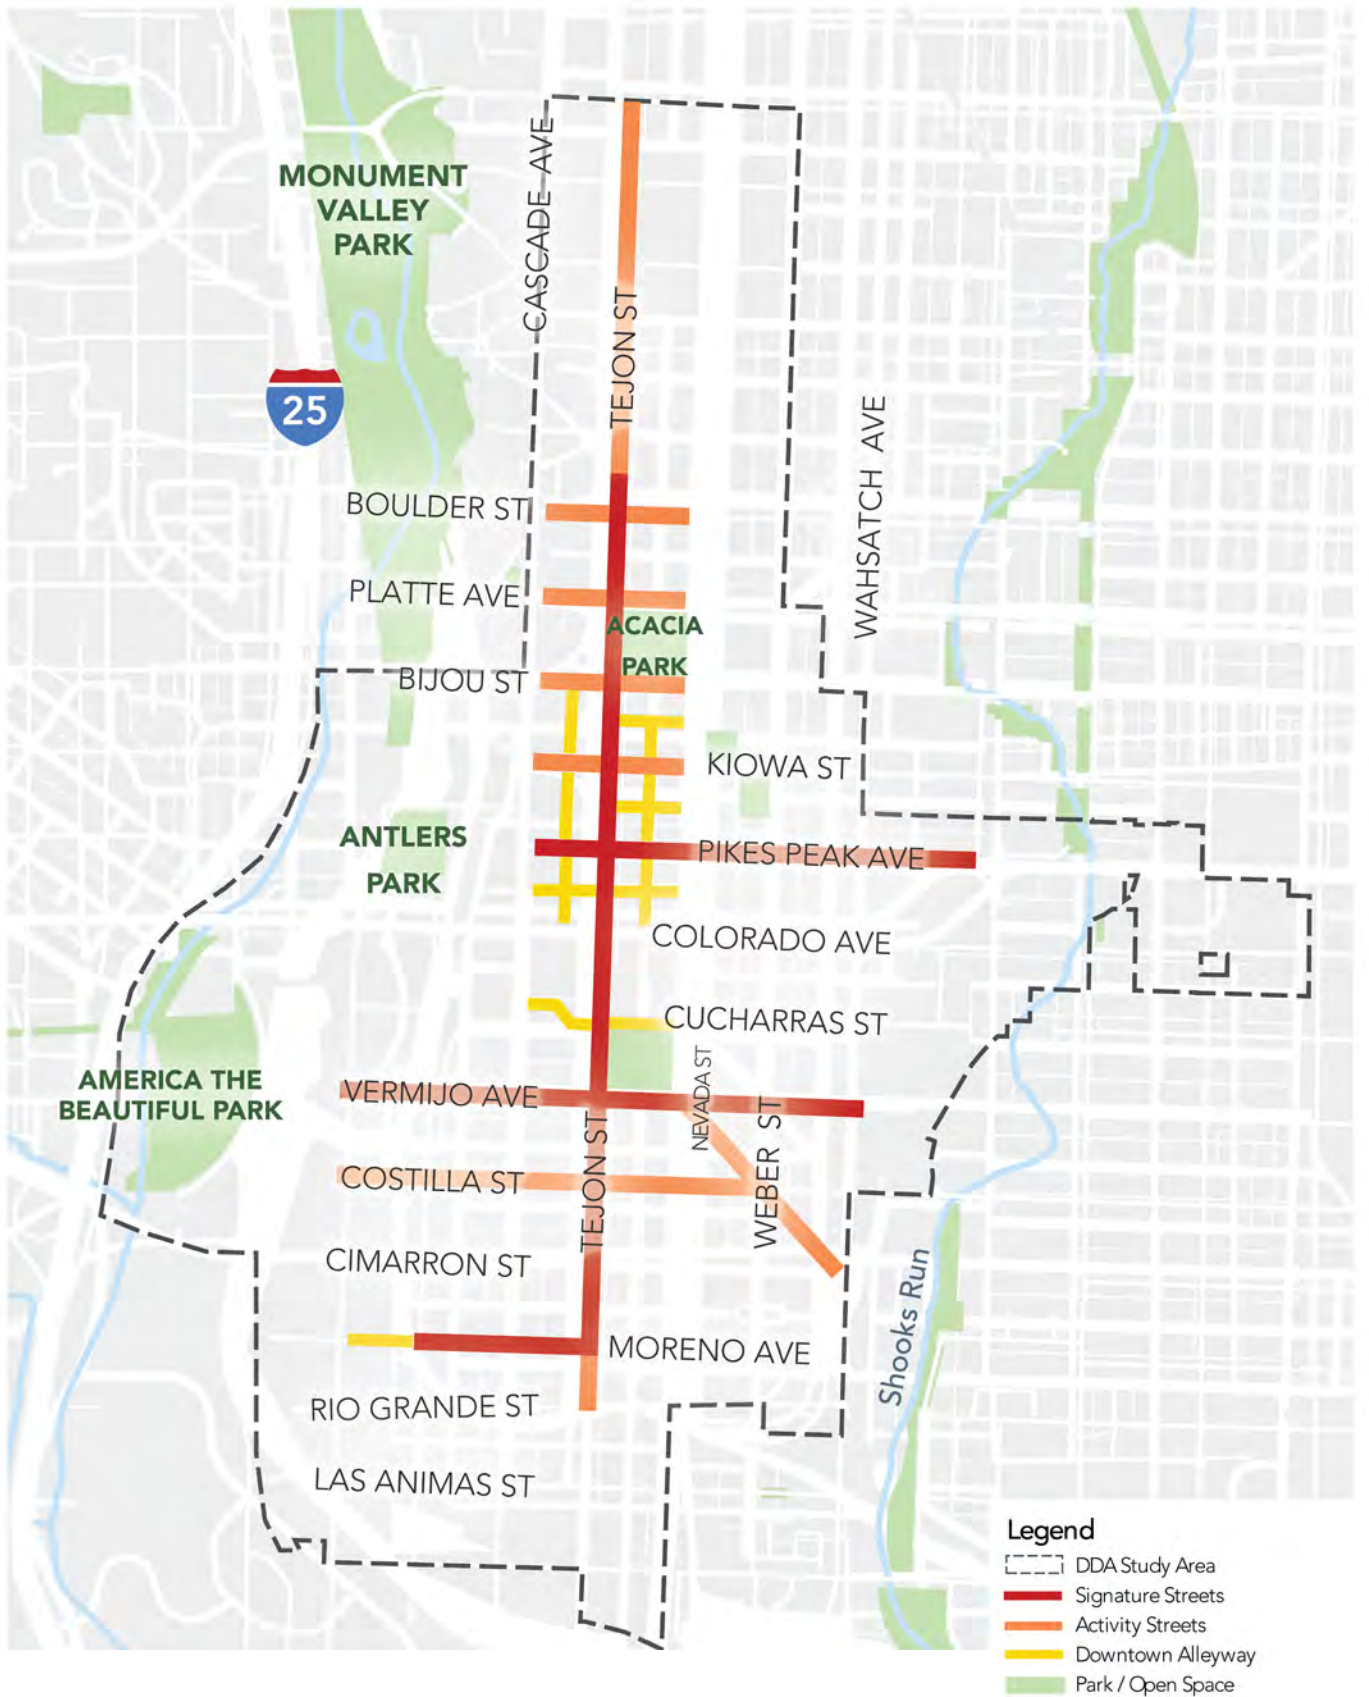 CASCADE AVE
MONUMENT
VALLEY
PARK
TEJON ST
25
WAHSATCH AVE
BOULDER ST
PLATTE AVE
ACACIA
PARK
BIJOU ST
KIOWA ST
ANTLERS
PARK
PIKES PEAK AVE
COLORADO AVE
CUCHARRAS ST
NEVADA ST
AMERICA THE
BEAUTIFUL PARK
VERMIJO AVE
WEBER ST
TEJON ST
COSTILLA ST
CIMARRON ST
Shooks Run
MORENO AVE
RIO GRANDE ST
LAS ANIMAS ST
Legend
DDA Study Area
Signature Streets
Activity Streets
Downtown Alleyway
Park / Open Space